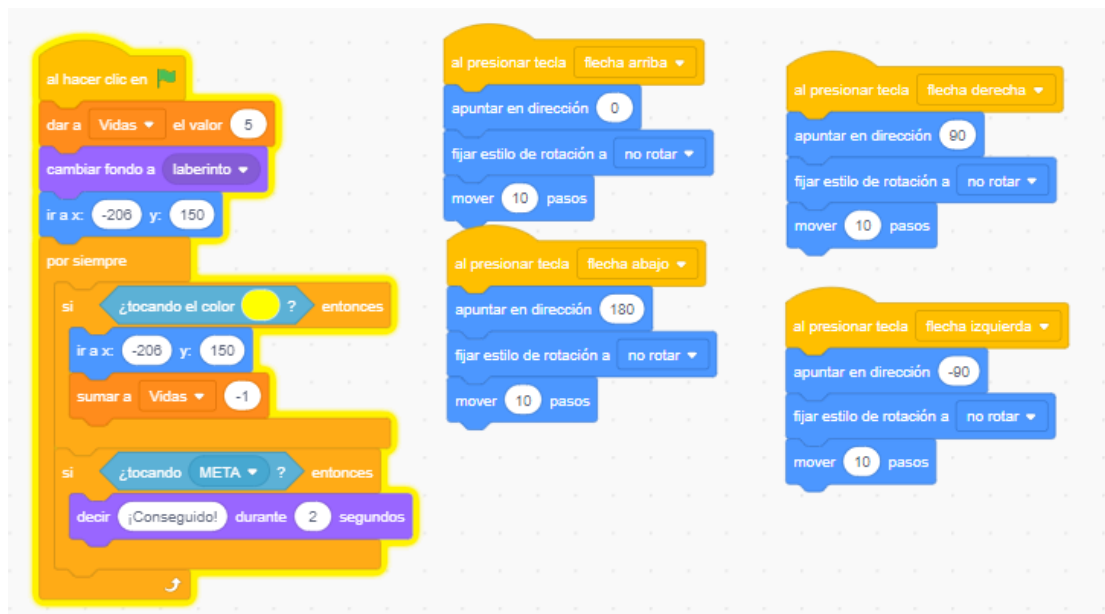 al hacer clic en
dar a Vidas el valor 5
cambiar fondo a laberinto
ir a x: -206 y: 150
por siempre
si ¿tocando el color ? entonces
ir a x: -206 y: 150
sumar a Vidas -1
si ¿tocando META ? entonces
decir ¡Conseguido! durante 2 segundos
al presionar tecla flecha arriba
apuntar en dirección 0
fijar estilo de rotación a no rotar
mover 10 pasos
al presionar tecla flecha abajo
apuntar en dirección 180
fijar estilo de rotación a no rotar
mover 10 pasos
al presionar tecla flecha derecha
apuntar en dirección 90
fijar estilo de rotación a no rotar
mover 10 pasos
al presionar tecla flecha izquierda
apuntar en dirección -90
fijar estilo de rotación a no rotar
mover 10 pasos